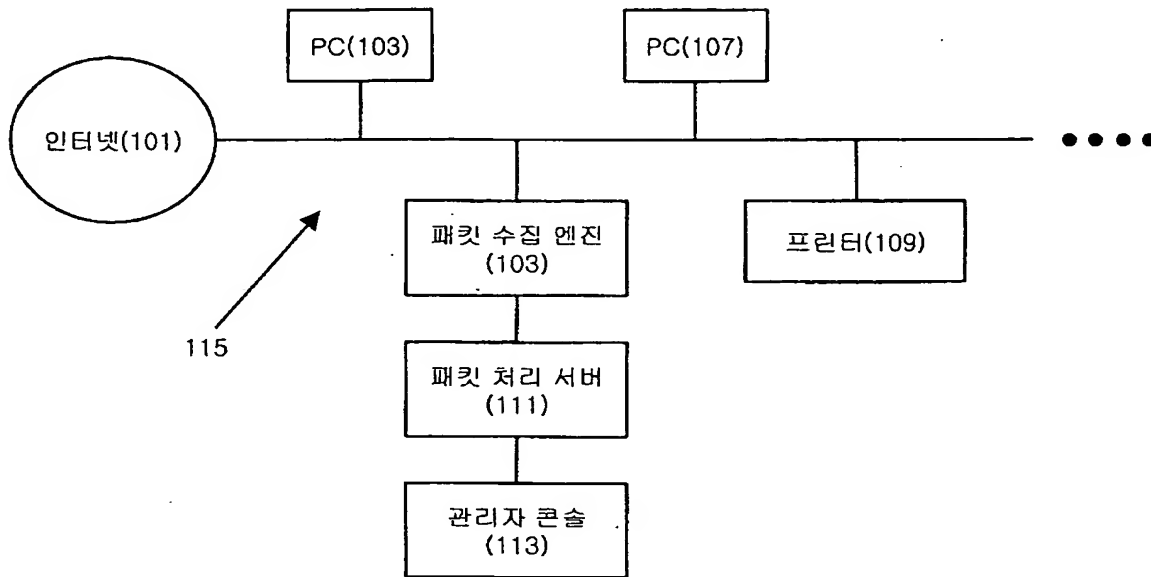 PC(103)
PC(107)
인터넷(101)
패킷 수집 엔진
(103)
프린터(109)
115
패킷 처리 서버
(111)
관리자 콘솔
(113)